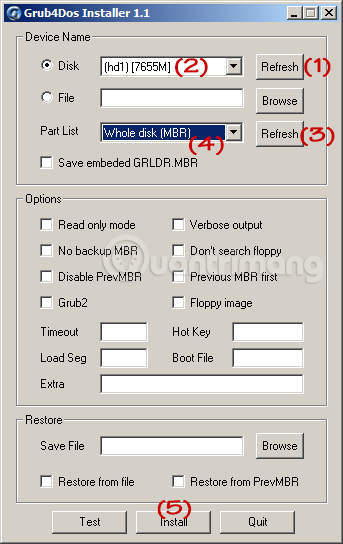 Grub4Dos Installer 1.1
Device Name
Disk (hd1) [7655M] (2) Refresh (1)
File Browse
Part List Whole disk (MBR) (4) Refresh (3)
Save embeded GRLDR.MBR
Options
Read only mode Verbose output
No backup MBR Don't search floppy
Quantrimang
Disable PrevMBR Previous MBR first
Grub2 Floppy image
Timeout Hot Key
Load Seg Boot File
Extra
Restore
Save File Browse
Restore from file Restore from PrevMBR
(5)
Test Install Quit